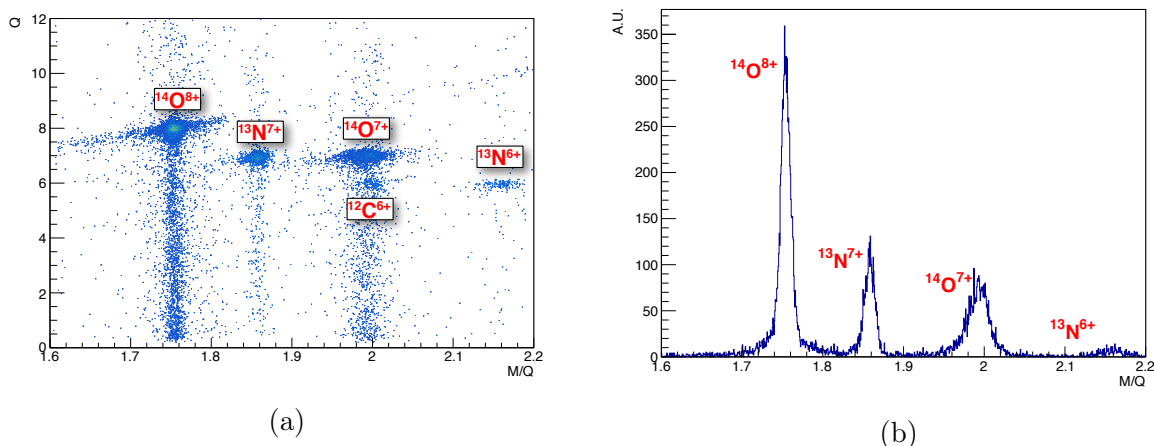 Q
12
10
8
6
4
2
0
1.6 1.7 1.8 1.9 2 2.1 2.2
M/Q
¹⁴O⁸⁺
¹³N⁷⁺
¹⁴O⁷⁺
¹³N⁶⁺
¹²C⁶⁺
(a)
A.U.
350
300
250
200
150
100
50
0
1.6 1.7 1.8 1.9 2 2.1 2.2
M/Q
¹⁴O⁸⁺
¹³N⁷⁺
¹⁴O⁷⁺
¹³N⁶⁺
(b)